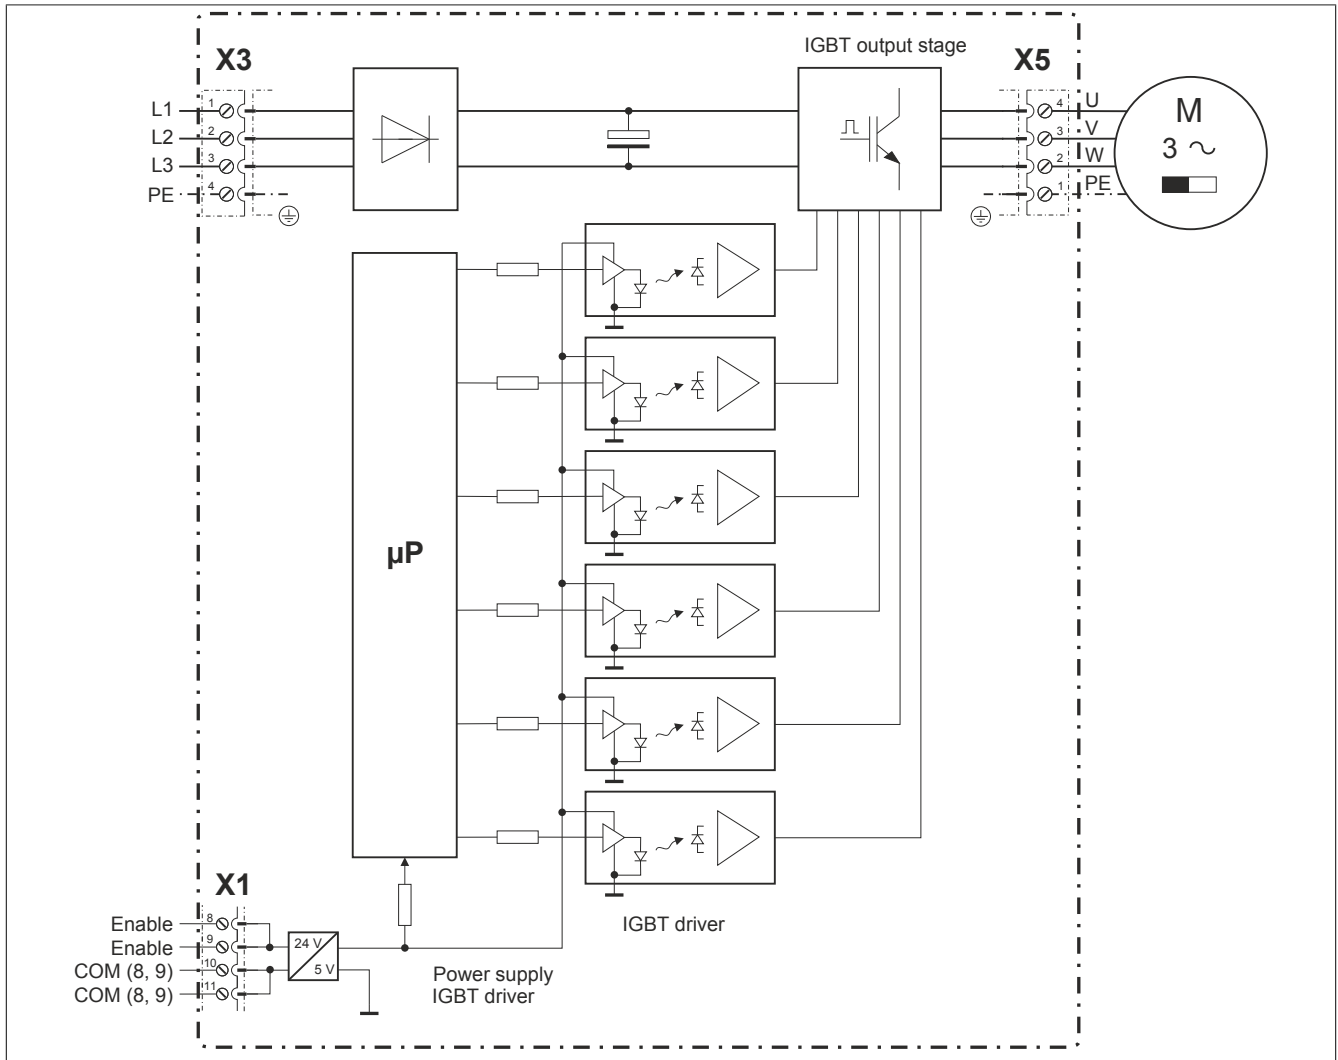 IGBT output stage
X3
X5
L1
1
4
U
L2
2
3
V
L3
3
2
W
PE
4
1
PE
M
3 ~
µP
X1
Enable
8
Enable
9
COM (8, 9)
10
COM (8, 9)
11
24 V
5 V
Power supply
IGBT driver
IGBT driver